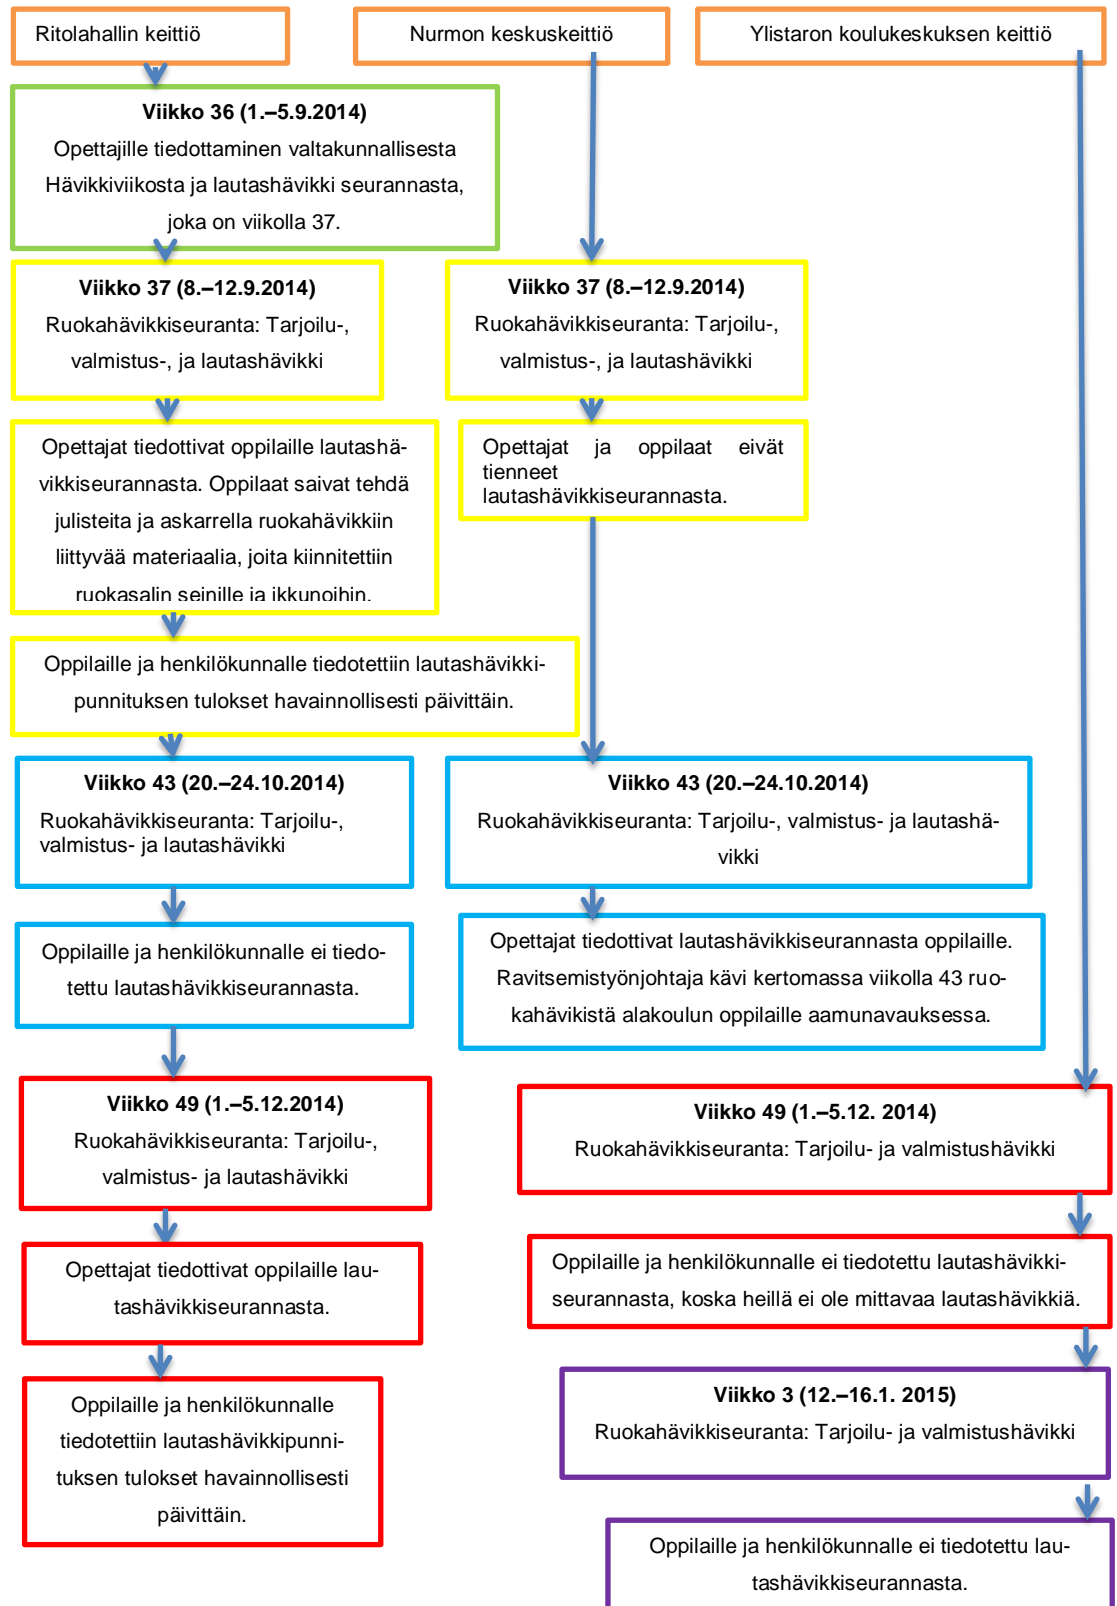 Ritolahallin keittiö
Nurmon keskuskeittiö
Ylistaron koulukeskuksen keittiö
Viikko 36 (1.–5.9.2014)
Opettajille tiedottaminen valtakunnallisesta
Hävikkiviikosta ja lautashävikki seurannasta,
joka on viikolla 37.
Viikko 37 (8.–12.9.2014)
Ruokahävikkiseuranta: Tarjoilu-,
valmistus-, ja lautashävikki
Viikko 37 (8.–12.9.2014)
Ruokahävikkiseuranta: Tarjoilu-,
valmistus-, ja lautashävikki
Opettajat tiedottivat oppilaille lautashä-
vikkiseurannasta. Oppilaat saivat tehdä
julisteita ja askarrella ruokahävikkiin
liittyvää materiaalia, joita kiinnitettiin
ruokasalin seinille ja ikkunoihin.
Opettajat ja oppilaat eivät
tienneet
lautashävikkiseurannasta.
Oppilaille ja henkilökunnalle tiedotettiin lautashävikki-
punnituksen tulokset havainnollisesti päivittäin.
Viikko 43 (20.–24.10.2014)
Ruokahävikkiseuranta: Tarjoilu-,
valmistus- ja lautashävikki
Viikko 43 (20.–24.10.2014)
Ruokahävikkiseuranta: Tarjoilu-, valmistus- ja lautashä-
vikki
Oppilaille ja henkilökunnalle ei tiedo-
tettu lautashävikkiseurannasta.
Opettajat tiedottivat lautashävikkiseurannasta oppilaille.
Ravitsemistyönjohtaja kävi kertomassa viikolla 43 ruo-
kahävikistä alakoulun oppilaille aamunavauksessa.
Viikko 49 (1.–5.12.2014)
Ruokahävikkiseuranta: Tarjoilu-,
valmistus- ja lautashävikki
Viikko 49 (1.–5.12. 2014)
Ruokahävikkiseuranta: Tarjoilu- ja valmistushävikki
Opettajat tiedottivat oppilaille lau-
tashävikkiseurannasta.
Oppilaille ja henkilökunnalle ei tiedotettu lautashävikki-
seurannasta, koska heillä ei ole mittavaa lautashävikkiä.
Oppilaille ja henkilökunnalle
tiedotettiin lautashävikkipunni-
tuksen tulokset havainnollisesti
päivittäin.
Viikko 3 (12.–16.1. 2015)
Ruokahävikkiseuranta: Tarjoilu- ja valmistushävikki
Oppilaille ja henkilökunnalle ei tiedotettu lau-
tashävikkiseurannasta.